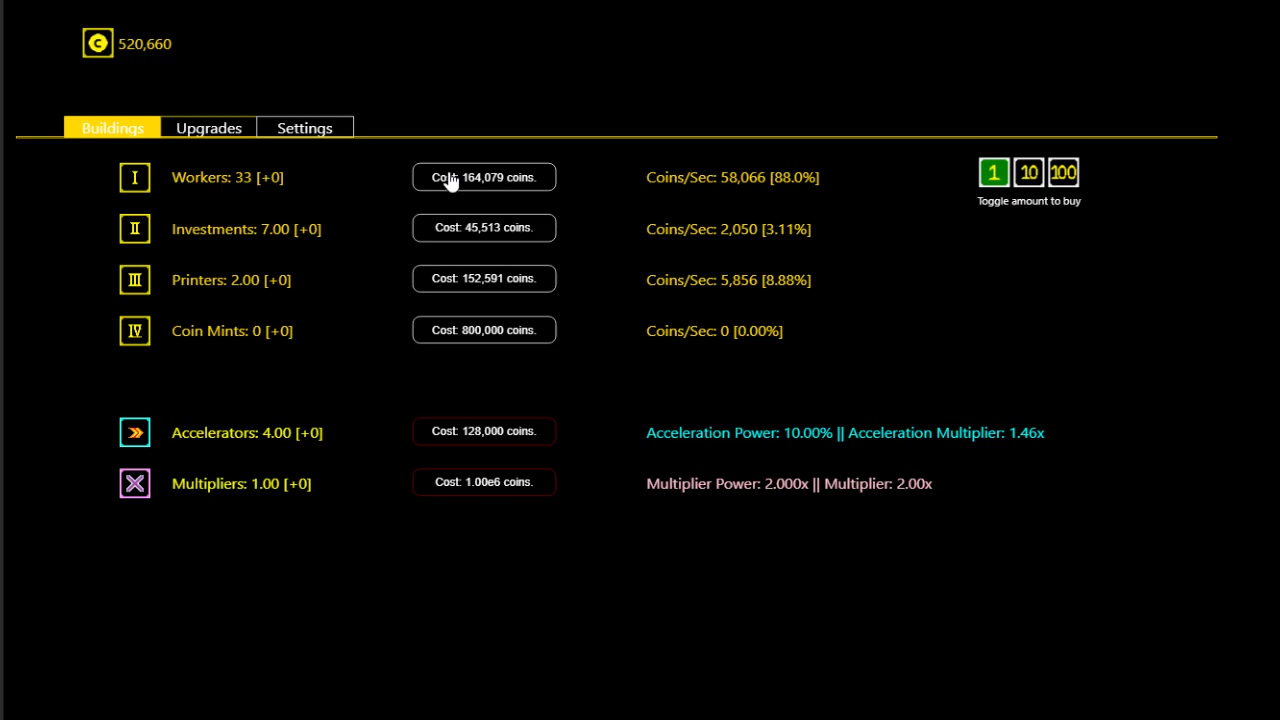 C 520,660
Buildings Upgrades Settings
I Workers: 33 [+0] Cost: 164,079 coins. Coins/Sec: 58,066 [88.0%] 1 10 100
Toggle amount to buy
II Investments: 7.00 [+0] Cost: 45,513 coins. Coins/Sec: 2,050 [3.11%]
III Printers: 2.00 [+0] Cost: 152,591 coins. Coins/Sec: 5,856 [8.88%]
IV Coin Mints: 0 [+0] Cost: 800,000 coins. Coins/Sec: 0 [0.00%]
Accelerators: 4.00 [+0] Cost: 128,000 coins. Acceleration Power: 10.00% || Acceleration Multiplier: 1.46x
Multipliers: 1.00 [+0] Cost: 1.00e6 coins. Multiplier Power: 2.000x || Multiplier: 2.00x